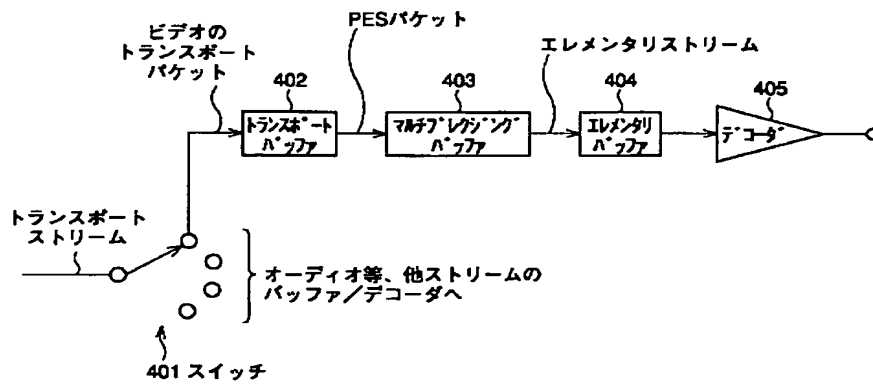 ビデオの
トランスポート
パケット
PESパケット
エレメンタリストリーム
402
403
404
405
トランスポート
バッファ
マルチプレクシング
バッファ
エレメンタリ
バッファ
デコーダ
トランスポート
ストリーム
オーディオ等、他ストリームの
バッファ/デコーダへ
401 スイッチ